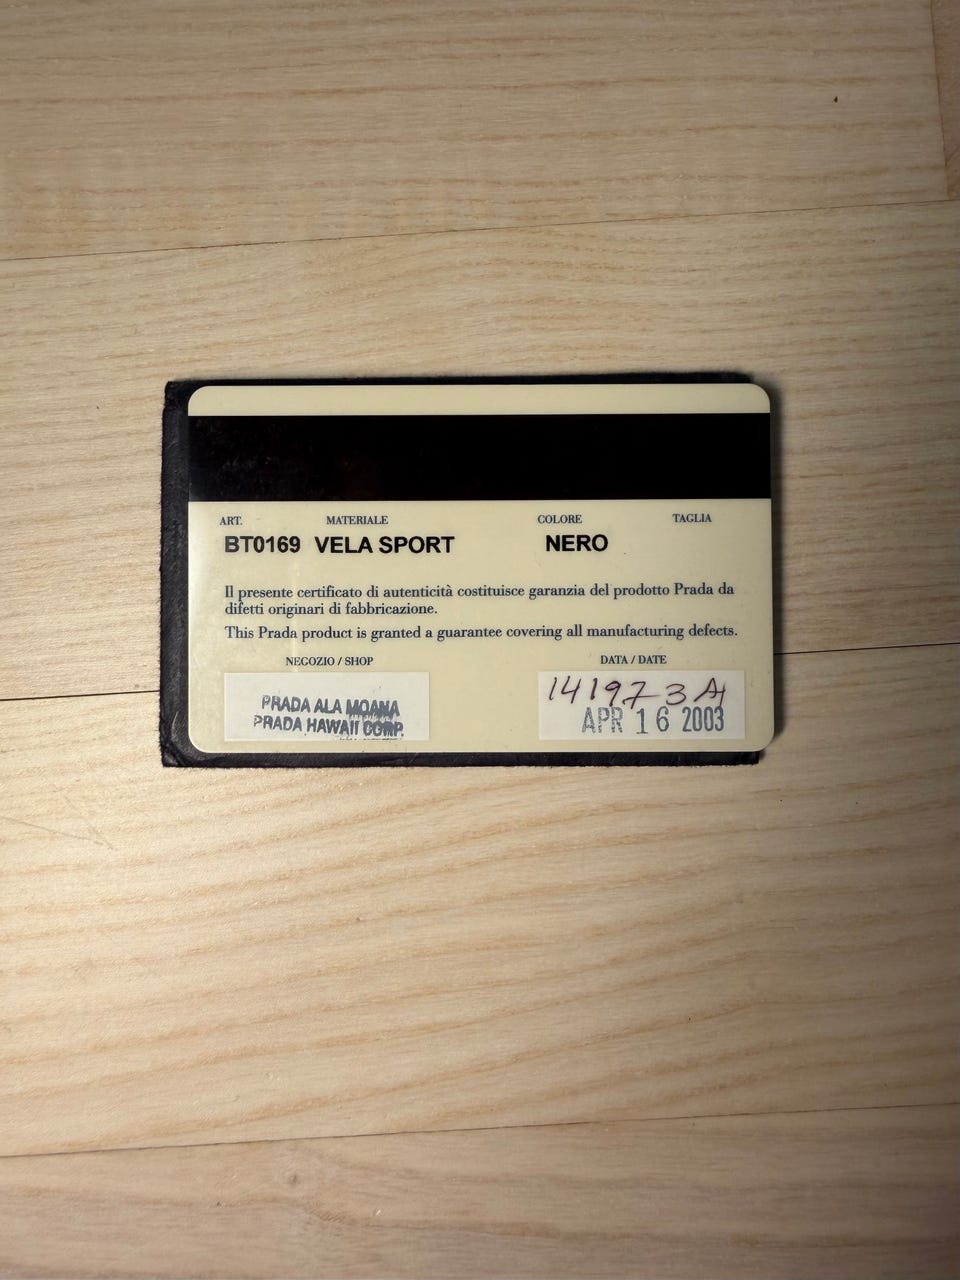 ART. MATERIALE COLORE TAGLIA
BT0169 VELA SPORT NERO
Il presente certificato di autenticità costituisce garanzia del prodotto Prada da
difetti originari di fabbricazione.
This Prada product is granted a guarantee covering all manufacturing defects.
NEGOZIO / SHOP DATA / DATE
PRADA ALA MOANA
PRADA HAWAII CORP.
14197-3A
APR 16 2003